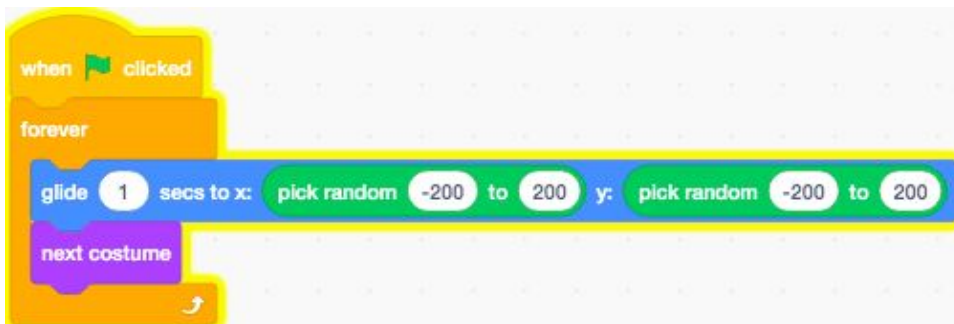 when clicked
forever
glide 1 secs to x: pick random -200 to 200 y: pick random -200 to 200
next costume